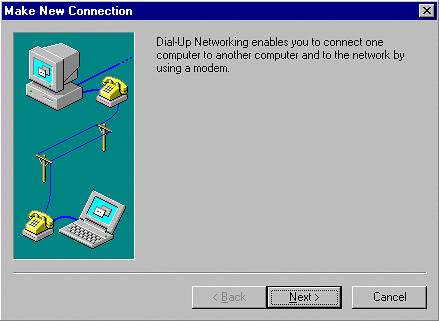 Make New Connection
Dial-Up Networking enables you to connect one
computer to another computer and to the network by
using a modem.
< Back
Next >
Cancel